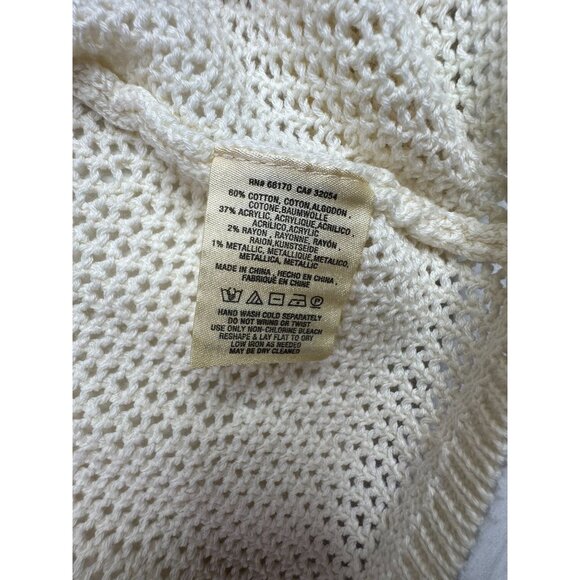 RN# 66170 CA# 32054
60% COTTON, COTON,ALGODON,
COTONE,BAUMWOLLE
37% ACRYLIC, ACRYLIQUE,ACRILICO
ACRILICO,ACRYLIC
2% RAYON , RAYONNE, RAYÓN ,
RAION,KUNSTSEIDE
1% METALLIC, METALLIQUE,METALICO,
METALLICA, METALLIC
MADE IN CHINA , HECHO EN CHINA ,
FABRIQUÉ EN CHINE
HAND WASH COLD SEPARATELY
DO NOT WRING OR TWIST
USE ONLY NON-CHLORINE BLEACH
RESHAPE & LAY FLAT TO DRY
LOW IRON AS NEEDED
MAY BE DRY CLEANED